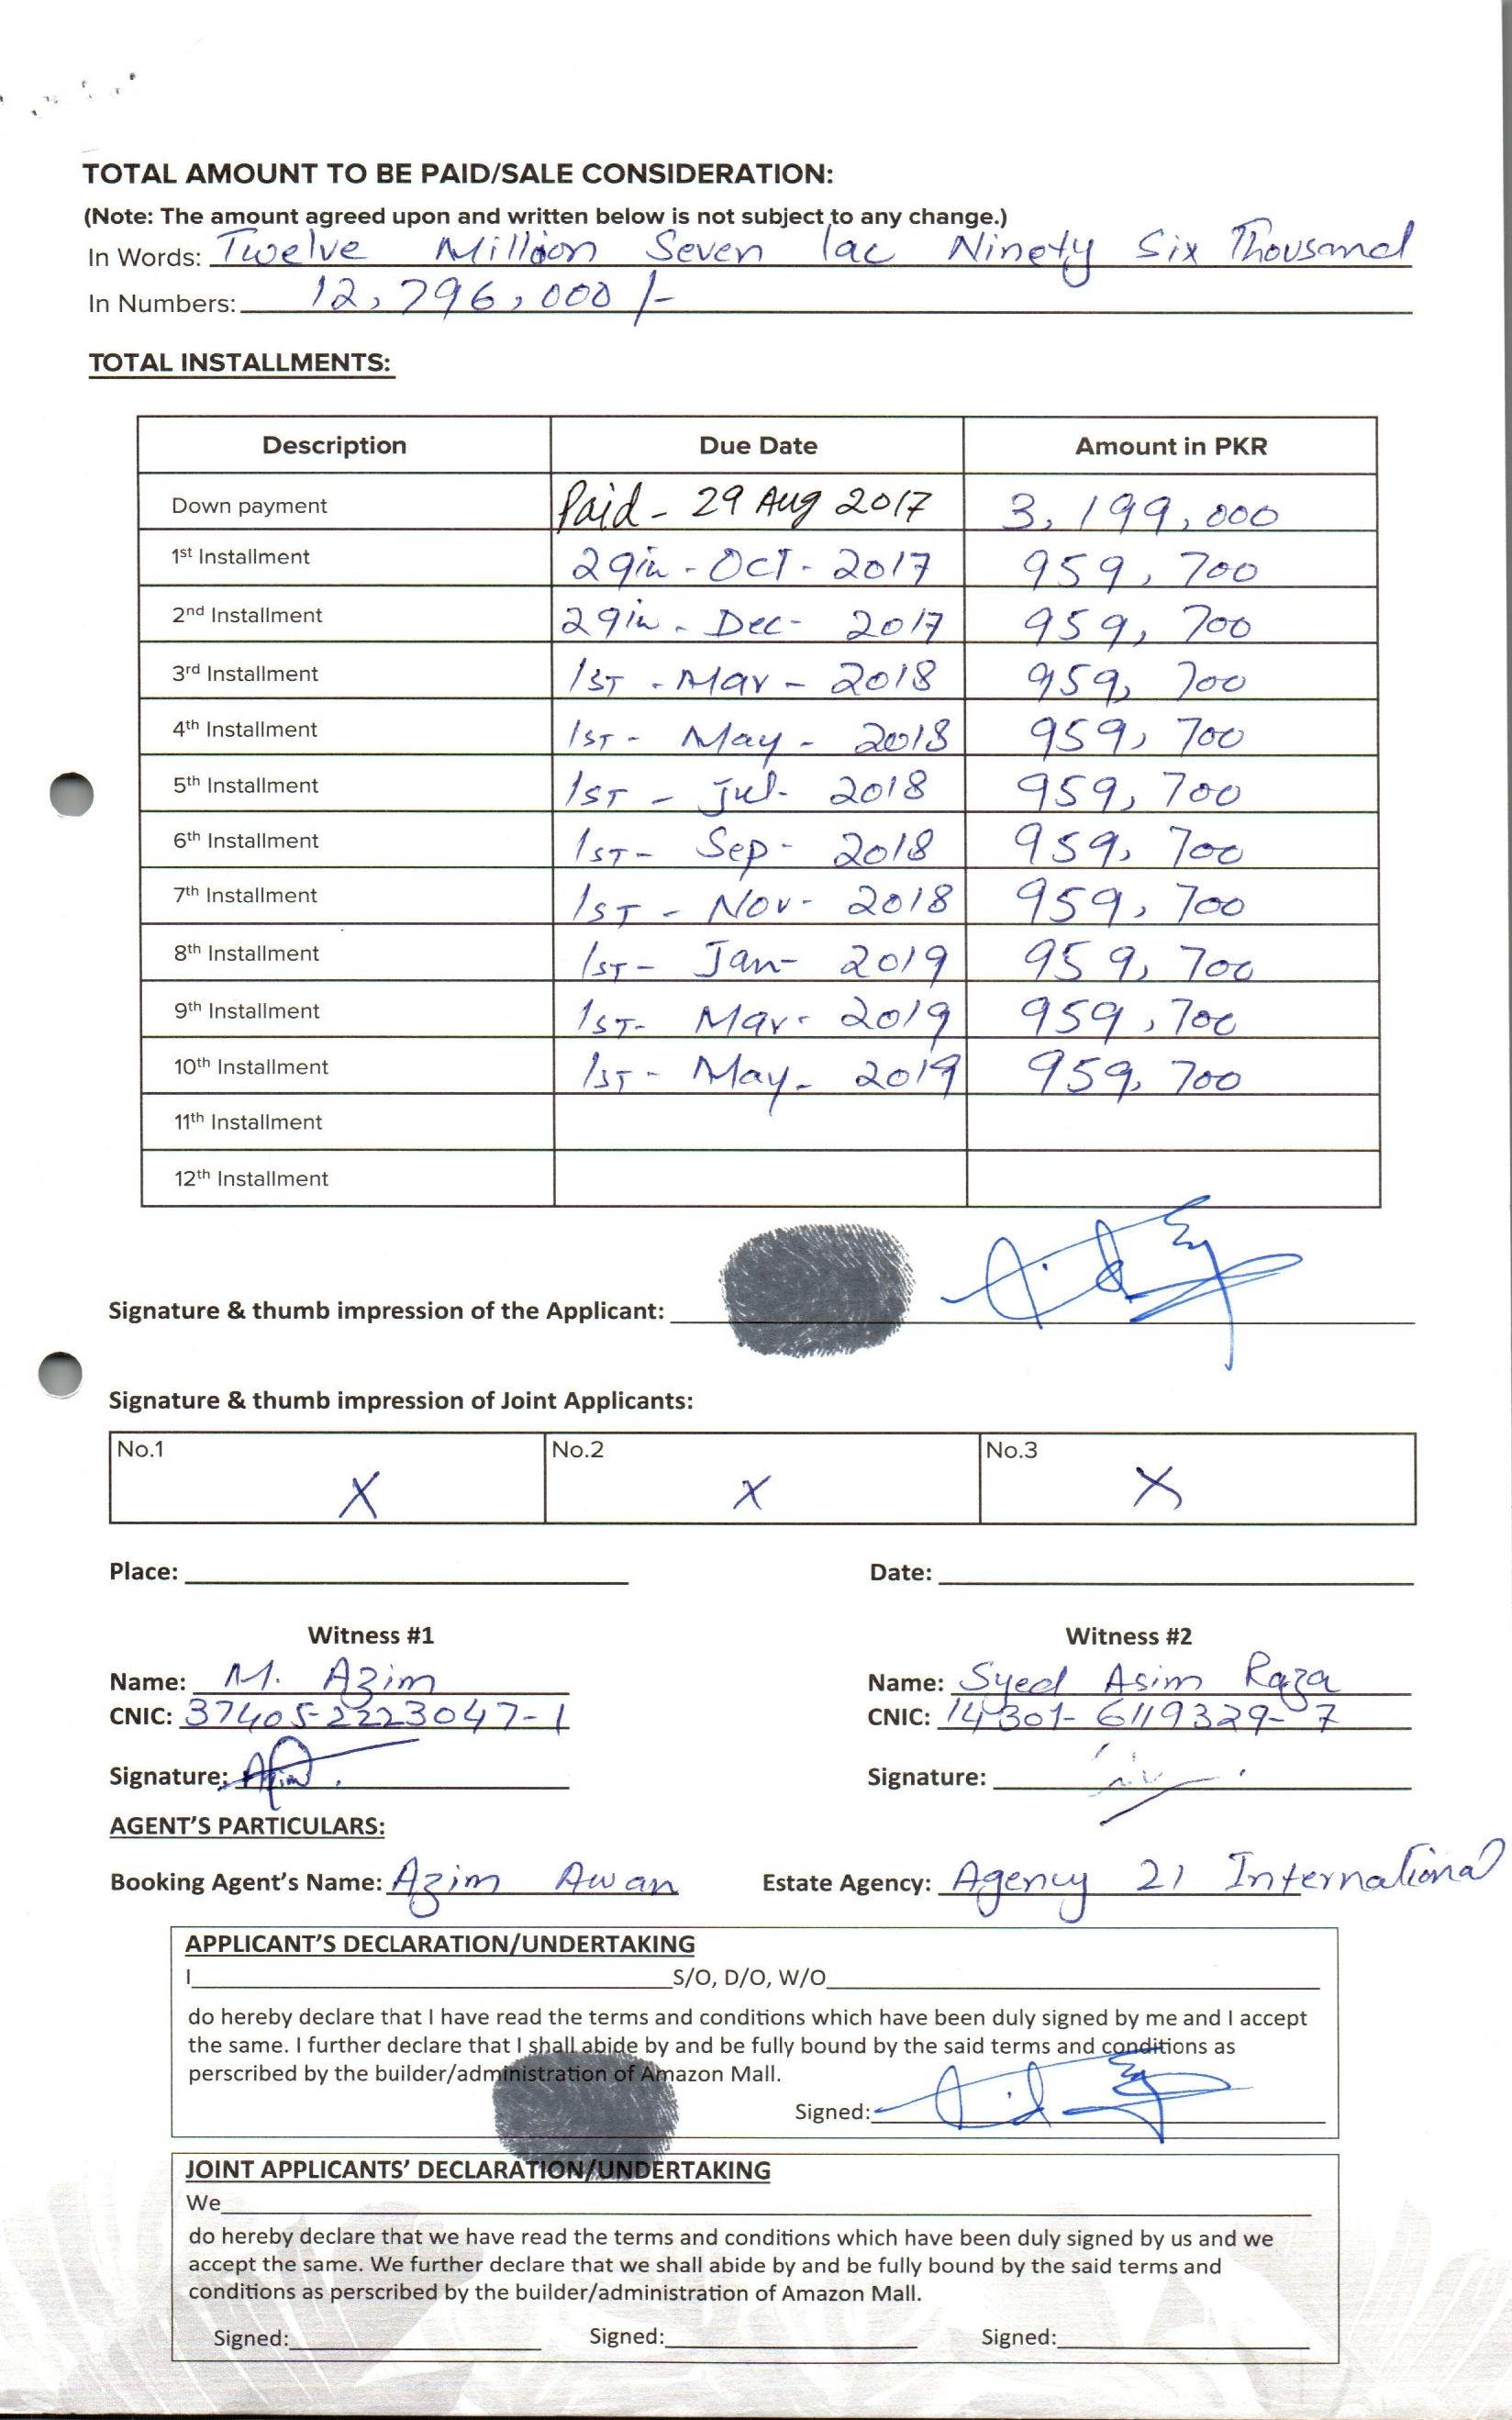 TOTAL AMOUNT TO BE PAID/SALE CONSIDERATION:
(Note: The amount agreed upon and written below is not subject to any change.)
In Words: Twelve Million Seven lac Ninety Six Thousand
In Numbers: 12,796,000/-
TOTAL INSTALLMENTS:
Description Due Date Amount in PKR
Down payment Paid - 29 Aug 2017 3,199,000
1st Installment 29th - Oct - 2017 959,700
2nd Installment 29th - Dec - 2017 959,700
3rd Installment 1st - Mar - 2018 959,700
4th Installment 1st - May - 2018 959,700
5th Installment 1st - Jul - 2018 959,700
6th Installment 1st - Sep - 2018 959,700
7th Installment 1st - Nov - 2018 959,700
8th Installment 1st - Jan - 2019 959,700
9th Installment 1st - Mar - 2019 959,700
10th Installment 1st - May - 2019 959,700
11th Installment
12th Installment
Signature & thumb impression of the Applicant:
Signature & thumb impression of Joint Applicants:
No.1 No.2 No.3
X X X
Place: Date:
Witness #1 Witness #2
Name: M. Azim Name: Syed Asim Raza
CNIC: 37405-2223047-1 CNIC: 14301-6119329-7
Signature: Azim Signature:
AGENT'S PARTICULARS:
Booking Agent's Name: Azim Awan Estate Agency: Agency 21 International
APPLICANT'S DECLARATION/UNDERTAKING
I S/O, D/O, W/O
do hereby declare that I have read the terms and conditions which have been duly signed by me and I accept
the same. I further declare that I shall abide by and be fully bound by the said terms and conditions as
perscribed by the builder/administration of Amazon Mall.
Signed:
JOINT APPLICANTS' DECLARATION/UNDERTAKING
We
do hereby declare that we have read the terms and conditions which have been duly signed by us and we
accept the same. We further declare that we shall abide by and be fully bound by the said terms and
conditions as perscribed by the builder/administration of Amazon Mall.
Signed: Signed: Signed: